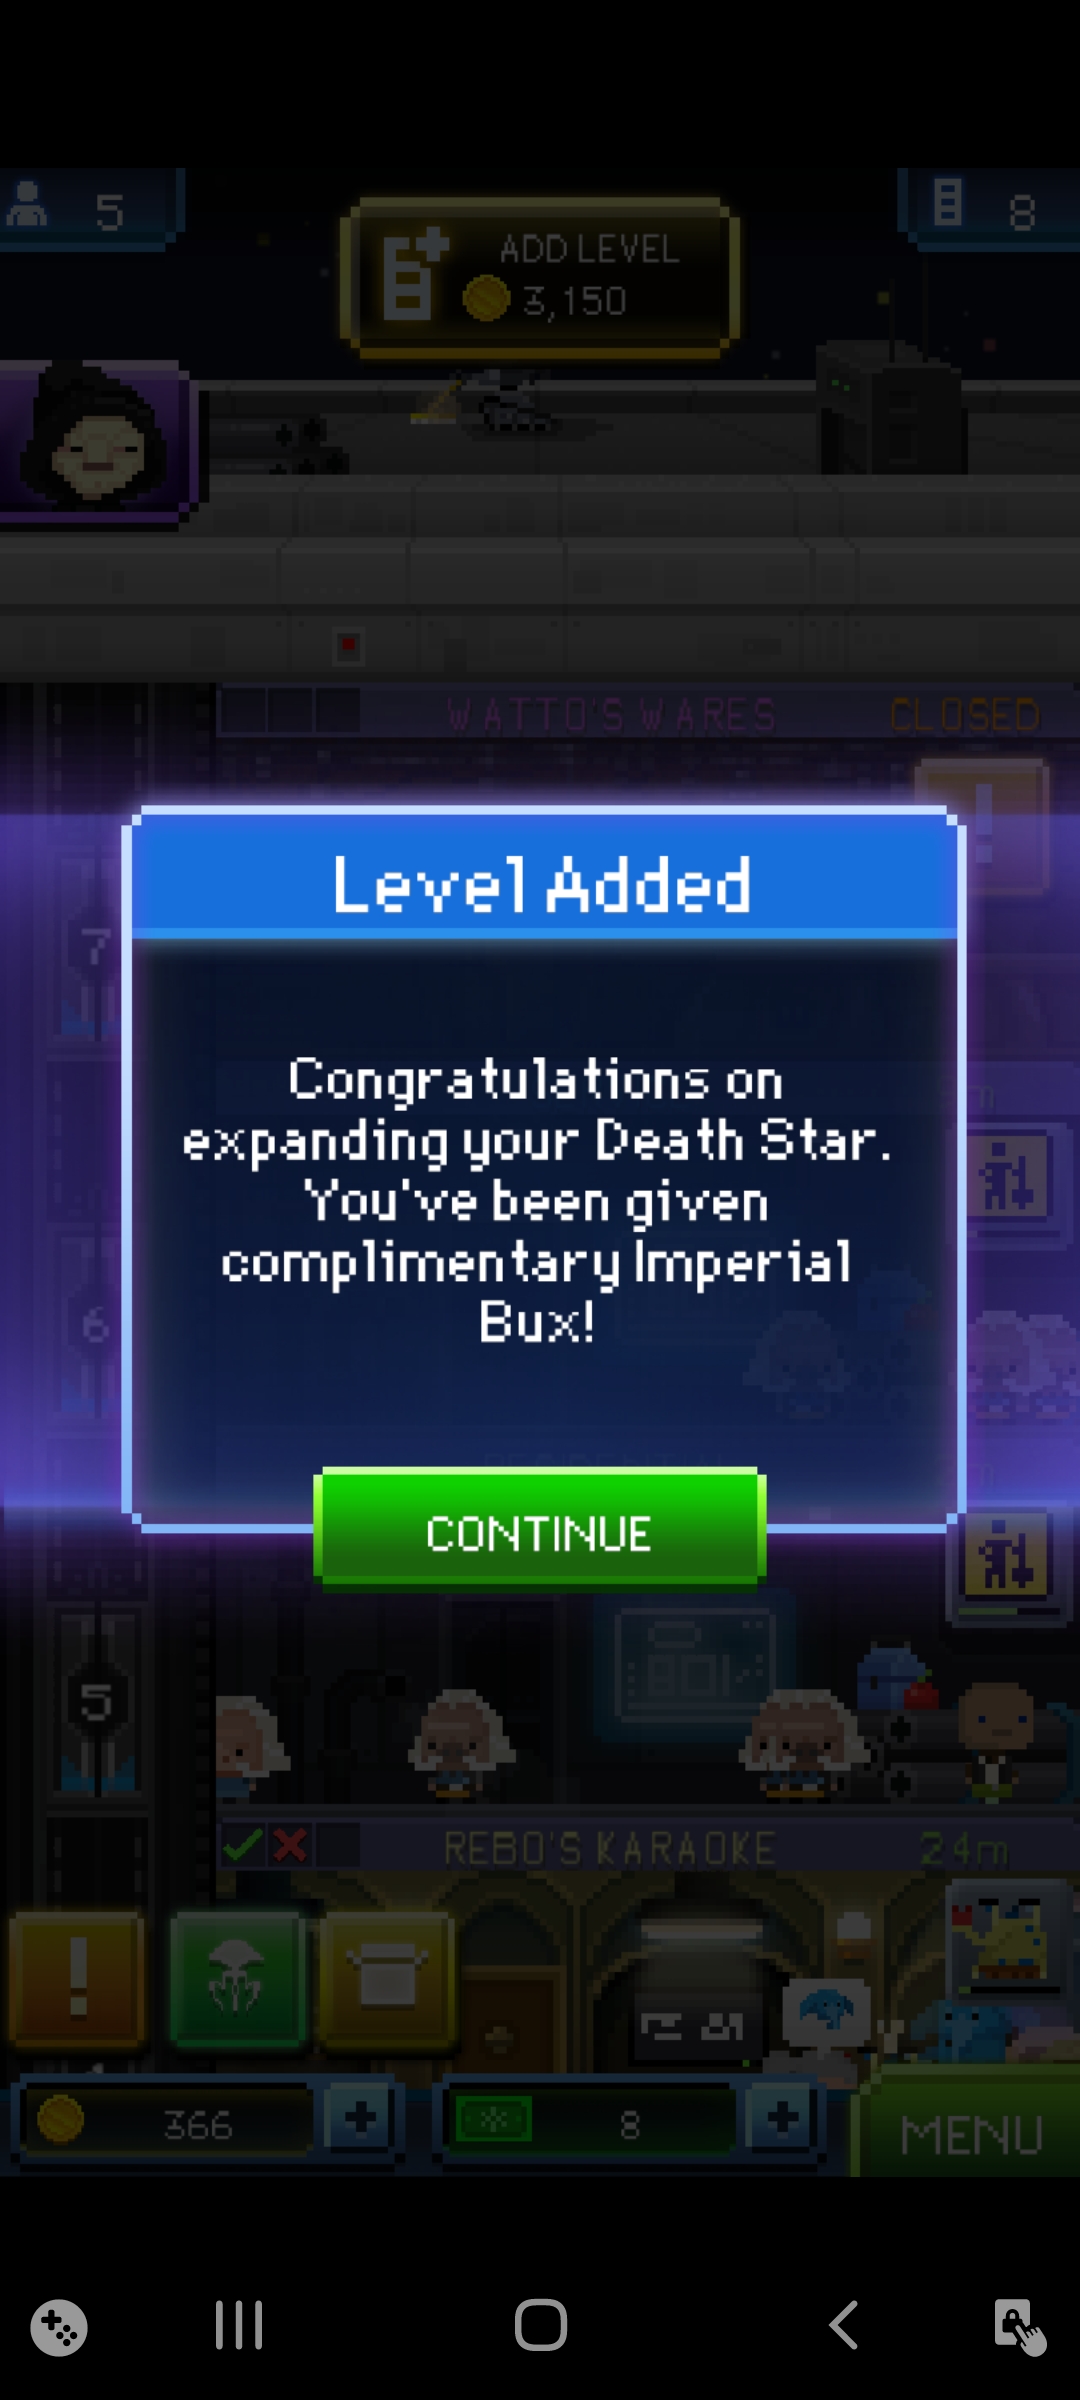 5
8
ADD LEVEL
3,150
WATTO'S WARES CLOSED
!
Level Added
7
Congratulations on
expanding your Death Star.
You've been given
complimentary Imperial
Bux!
6
CONTINUE
5
REBO'S KARAOKE 24m
!
366
8
MENU